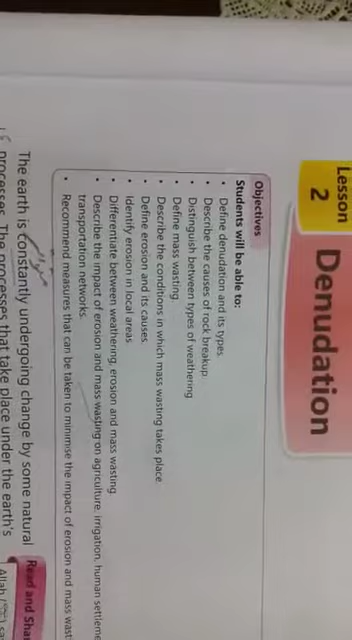 Lesson
2
Denudation
Objectives
Students will be able to:
• Define denudation and its types
• Describe the causes of rock breakup.
• Distinguish between types of weathering
• Define mass wasting
• Describe the conditions in which mass wasting takes place
• Define erosion and its causes
• Identify erosion in local areas
• Differentiate between weathering, erosion and mass wasting
• Describe the impact of erosion and mass wasting on agriculture, irrigation, human
transportation networks.
• Recommend measures that can be taken to minimise the impact of erosion and mass
The earth is constantly undergoing change by some natural
processes. The processes that take place under the earth's
Read and
Allah